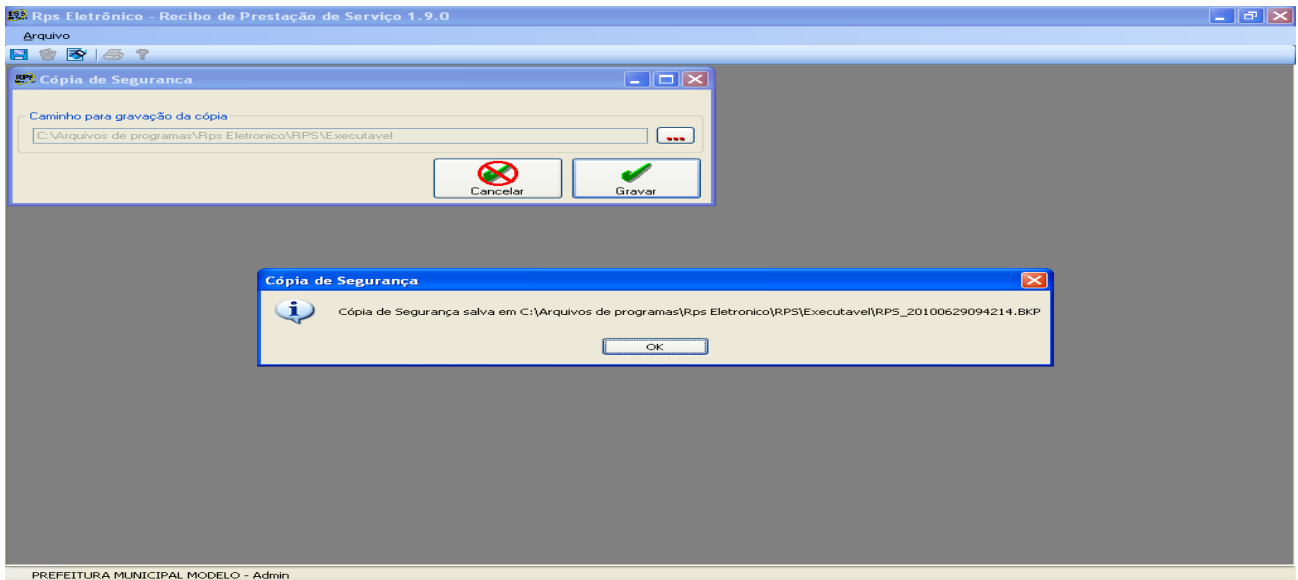 Rps Eletrônico - Recibo de Prestação de Serviço 1.9.0
Arquivo
Cópia de Seguranca
Caminho para gravação da cópia
C:\Arquivos de programas\Rps Eletronico\RPS\Executavel
...
Cancelar
Gravar
Cópia de Segurança
Cópia de Segurança salva em C:\Arquivos de programas\Rps Eletronico\RPS\Executavel\RPS_20100629094214.BKP
OK
PREFEITURA MUNICIPAL MODELO - Admin